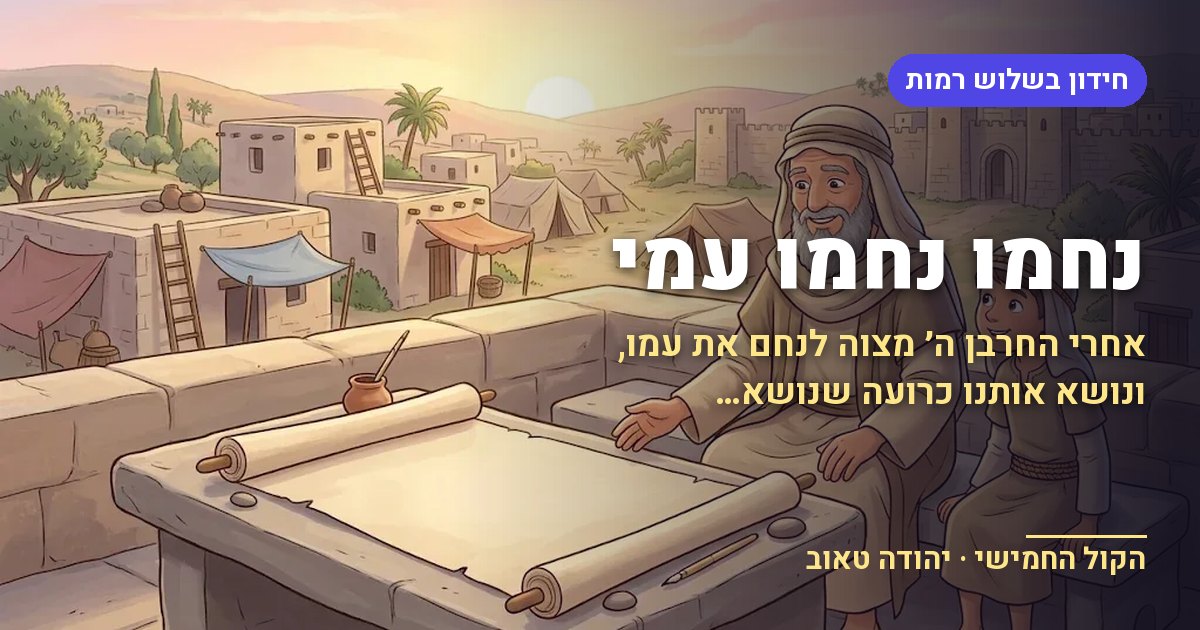 חידון בשלוש רמות
נחמו נחמו עמי
אחרי החרבן ה׳ מצוה לנחם את עמו,
ונושא אותנו כרועה שנושא...
הקול החמישי · יהודה טאוב